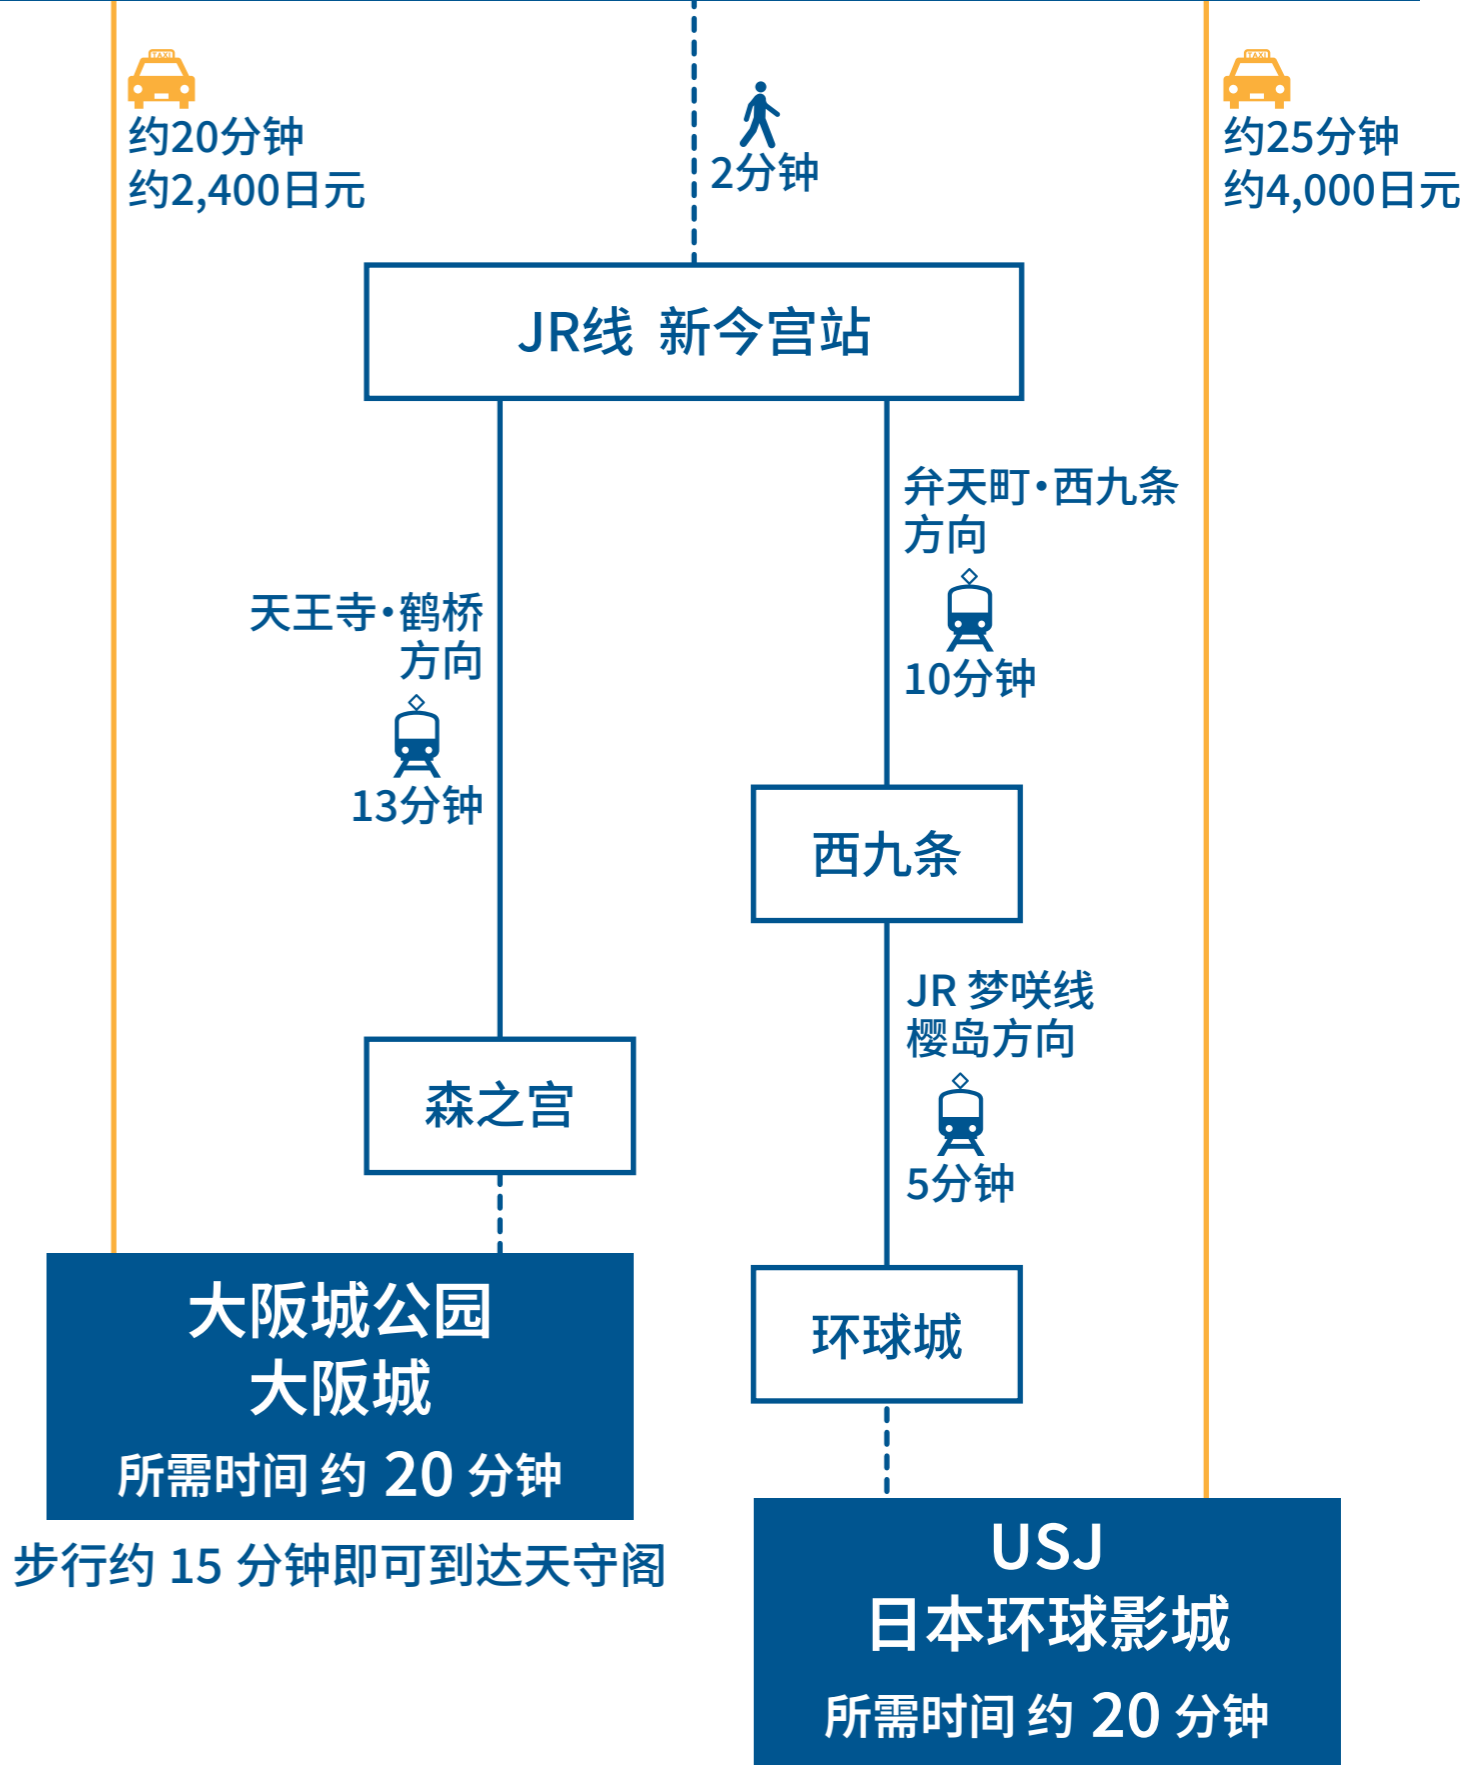 TAXI
约20分钟
约2,400日元
2分钟
TAXI
约25分钟
约4,000日元
JR线 新今宫站
弁天町・西九条
方向
10分钟
天王寺・鹤桥
方向
13分钟
西九条
JR 梦咲线
樱岛方向
5分钟
森之宫
环球城
大阪城公园
大阪城
所需时间 约 20 分钟
步行约 15 分钟即可到达天守阁
USJ
日本环球影城
所需时间 约 20 分钟